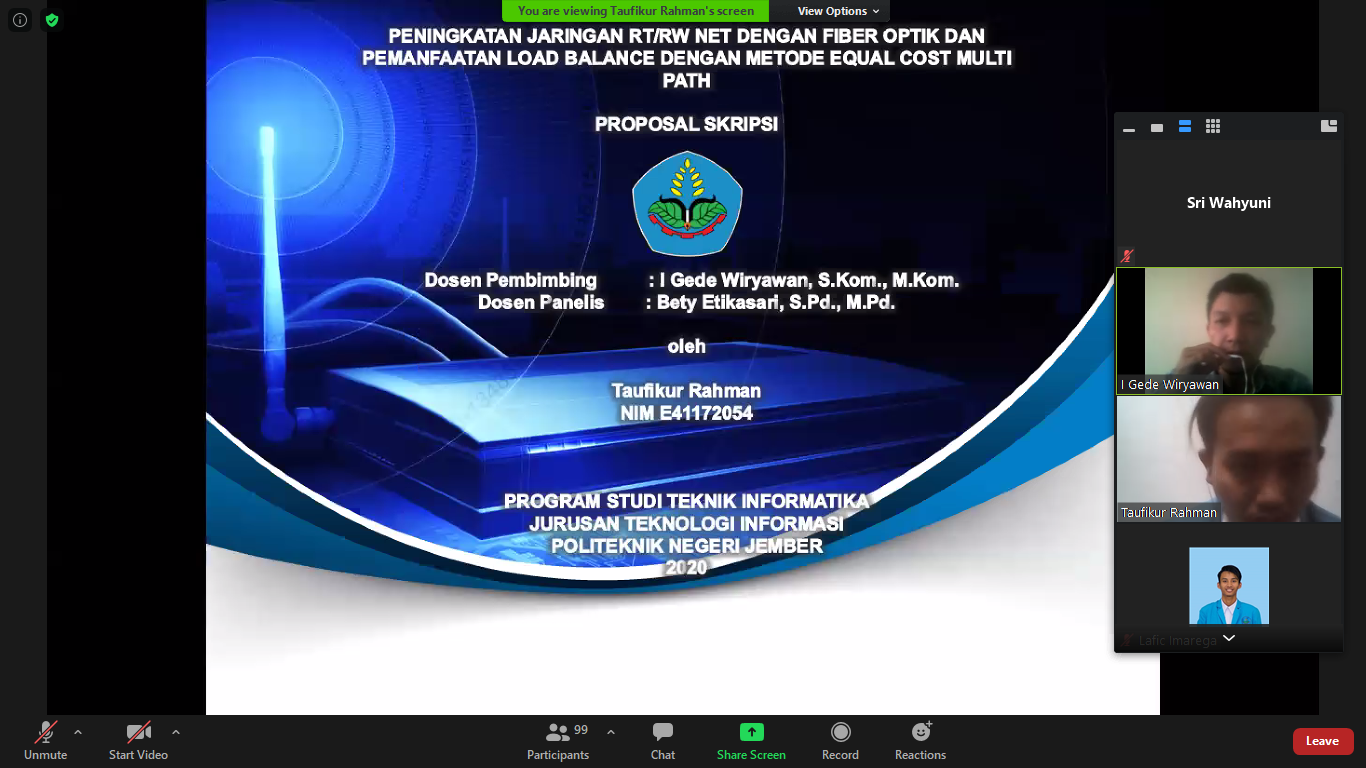 You are viewing Taufikur Rahman's screen
View Options
PENINGKATAN JARINGAN RT/RW NET DENGAN FIBER OPTIK DAN
PEMANFAATAN LOAD BALANCE DENGAN METODE EQUAL COST MULTI
PATH
PROPOSAL SKRIPSI
Dosen Pembimbing : I Gede Wiryawan, S.Kom., M.Kom.
Dosen Panelis : Bety Etikasari, S.Pd., M.Pd.
oleh
Taufikur Rahman
NIM E41172054
PROGRAM STUDI TEKNIK INFORMATIKA
JURUSAN TEKNOLOGI INFORMASI
POLITEKNIK NEGERI JEMBER
2020
Sri Wahyuni
I Gede Wiryawan
Taufikur Rahman
Lafic Imarega
Unmute
Start Video
Participants
99
Chat
Share Screen
Record
Reactions
Leave